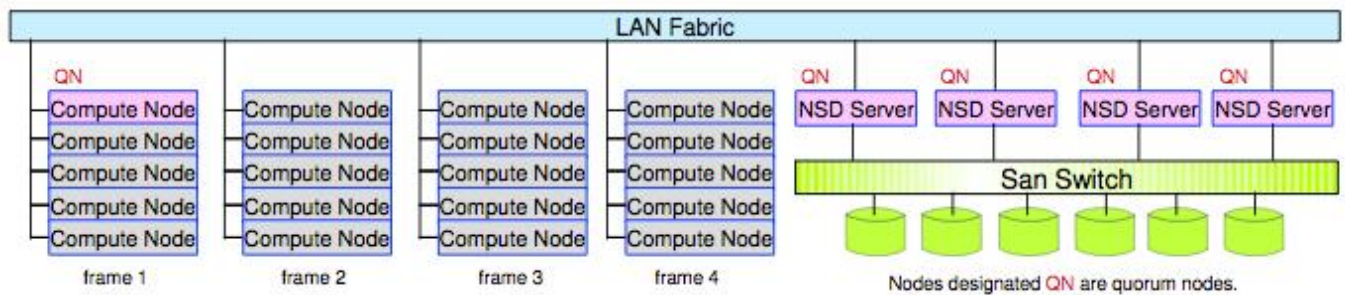 LAN Fabric
QN
Compute Node
Compute Node
Compute Node
Compute Node
Compute Node
frame 1
Compute Node
Compute Node
Compute Node
Compute Node
Compute Node
frame 2
Compute Node
Compute Node
Compute Node
Compute Node
Compute Node
frame 3
Compute Node
Compute Node
Compute Node
Compute Node
Compute Node
frame 4
QN
NSD Server
QN
NSD Server
QN
NSD Server
QN
NSD Server
San Switch
Nodes designated QN are quorum nodes.